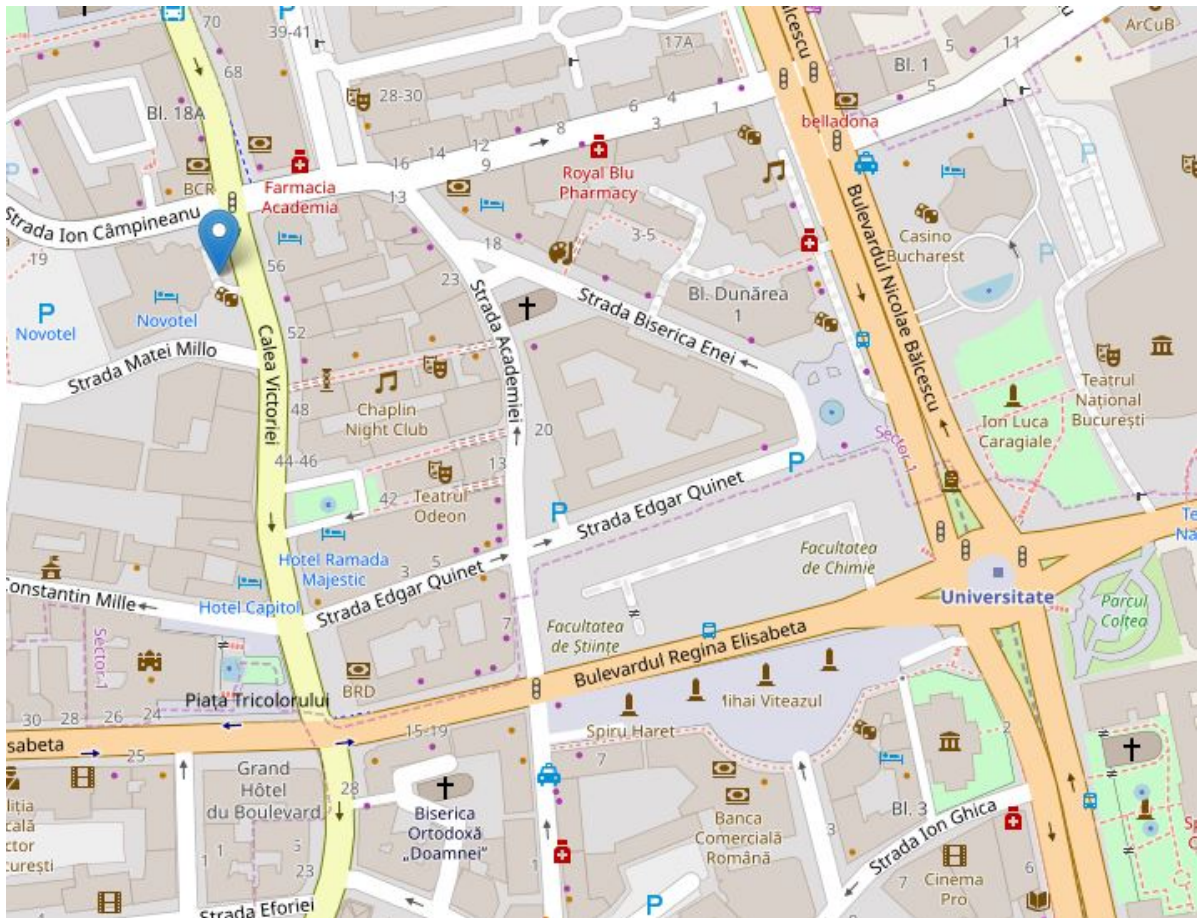 70
39-41
Bălcescu
ArCuB
5
11
17A
Bl. 1
68
28-30
6
4
1
Bl. 18A
8
3
belladona
12
14
9
16
BCR
Farmacia
Academia
13
Royal Blu
Pharmacy
Strada Ion Câmpineanu
19
3-5
18
Casino
Bucharest
56
23
Bulevardul Nicolae Bălcescu
Bl. Dunărea
1
P
Novotel
Novotel
52
Strada Biserica Enei
Strada Matei Millo
Strada Academiei
Calea Victoriei
Teatrul
Național
București
48
Chaplin
Night Club
Ion Luca
Caragiale
20
Sector 1
44-46
13
Teatrul
Odeon
42
Strada Edgar Quinet
Hotel Ramada
Majestic
5
3
Strada Edgar Quinet
Facultatea
de Chimie
Constantin Mille
Hotel Capitol
Universitate
Parcul
Colțea
7
Facultatea
de Științe
Sector 1
Bulevardul Regina Elisabeta
BRD
Piața Tricolorului
Mihai Viteazul
30
28
26
24
15-19
Spiru Haret
2
sabeta
25
7
Grand
Hôtel
du Boulevard
28
Biserica
Ortodoxă
„Doamnei”
Banca
Comercială
Română
3
Bl. 3
Strada Ion Ghica
1
1
5
23
1
Cinema
Pro
7
6
Strada Eforiei
P